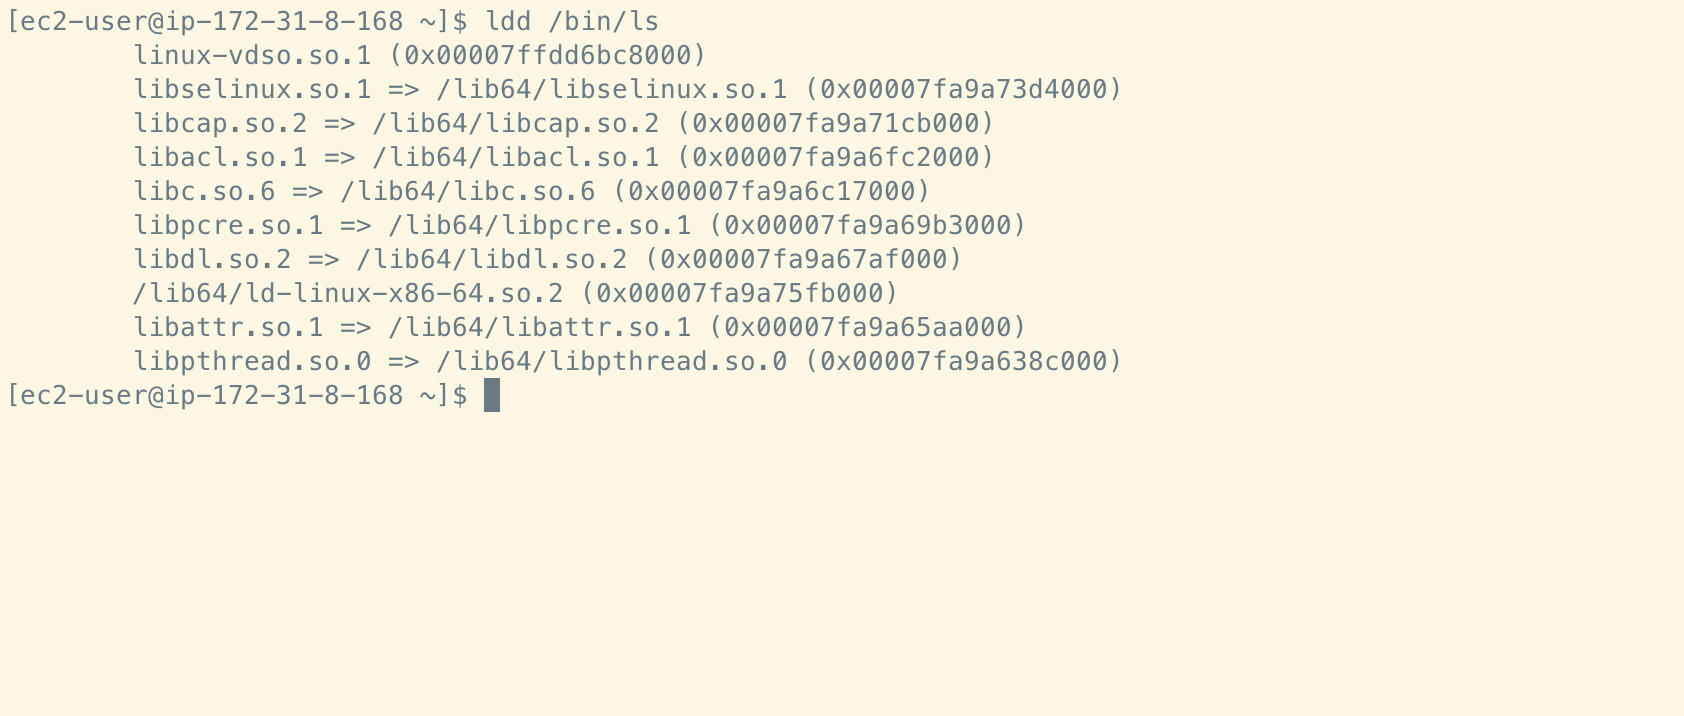 [ec2-user@ip-172-31-8-168 ~]$ ldd /bin/ls
linux-vdso.so.1 (0x00007ffdd6bc8000)
libselinux.so.1 => /lib64/libselinux.so.1 (0x00007fa9a73d4000)
libcap.so.2 => /lib64/libcap.so.2 (0x00007fa9a71cb000)
libacl.so.1 => /lib64/libacl.so.1 (0x00007fa9a6fc2000)
libc.so.6 => /lib64/libc.so.6 (0x00007fa9a6c17000)
libpcre.so.1 => /lib64/libpcre.so.1 (0x00007fa9a69b3000)
libdl.so.2 => /lib64/libdl.so.2 (0x00007fa9a67af000)
/lib64/ld-linux-x86-64.so.2 (0x00007fa9a75fb000)
libattr.so.1 => /lib64/libattr.so.1 (0x00007fa9a65aa000)
libpthread.so.0 => /lib64/libpthread.so.0 (0x00007fa9a638c000)
[ec2-user@ip-172-31-8-168 ~]$